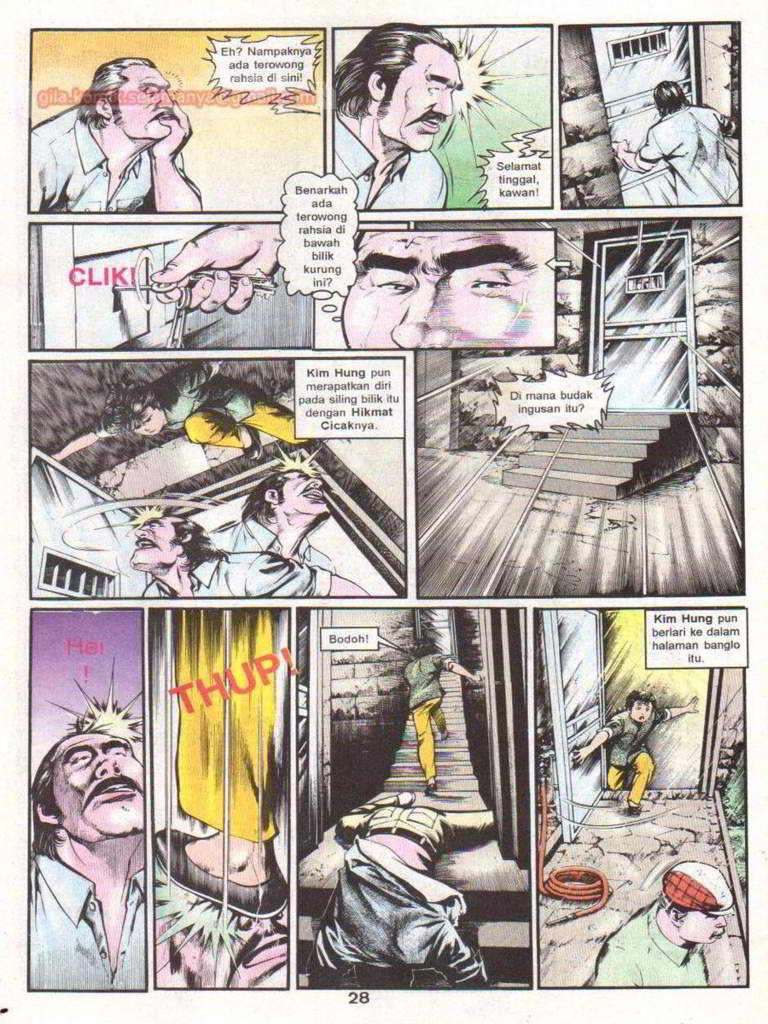 Eh? Nampaknya
ada terowong
rahsia di sini!
Selamat
tinggal,
kawan!
CLIK!
Benarkah
ada
terowong
rahsia di
bawah
bilik
kurung
ini?
Kim Hung pun
merapatkan diri
pada siling bilik itu
dengan Hikmat
Cicaknya.
Di mana budak
ingusan itu?
Hei
!
THUP!
Bodoh!
Kim Hung pun
berlari ke dalam
halaman banglo
itu.
28